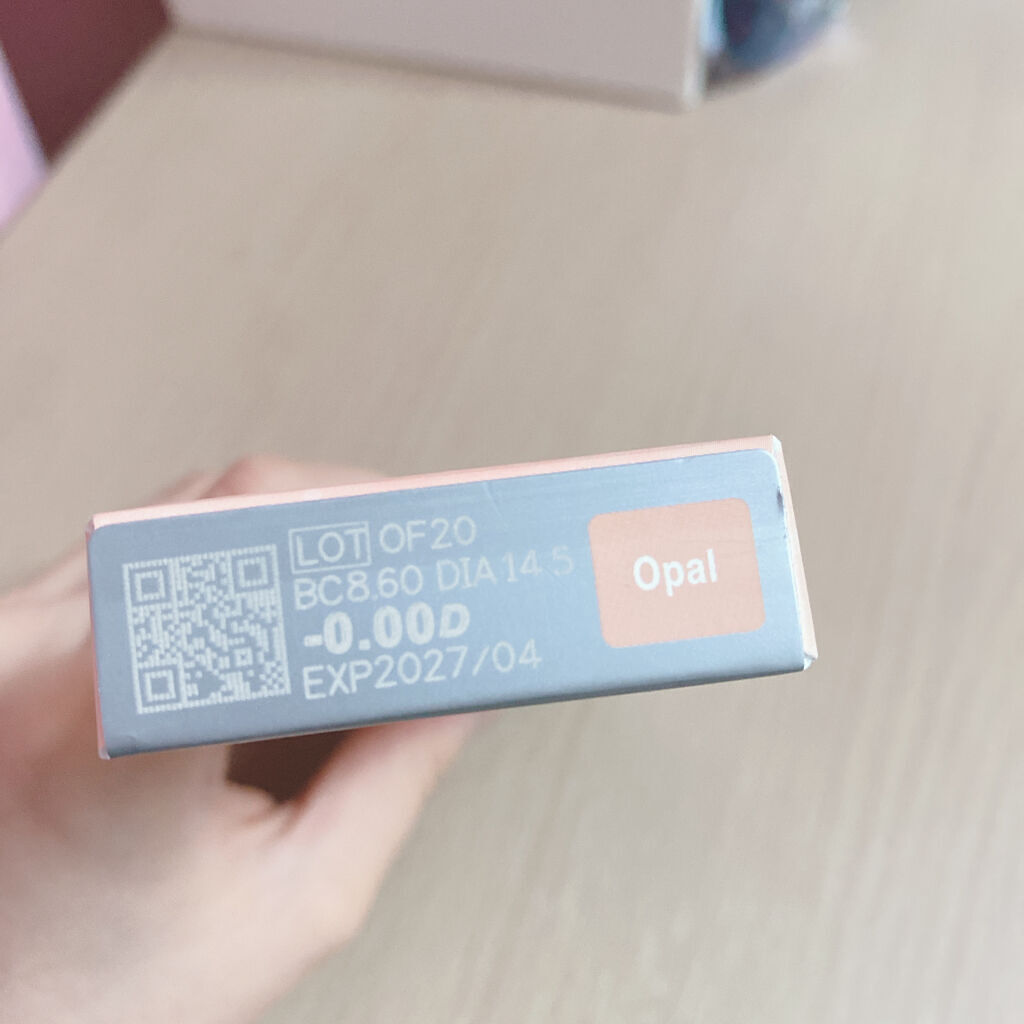 LOT OF20
BC8.60 DIA14.5
-0.00D
EXP2027/04
Opal